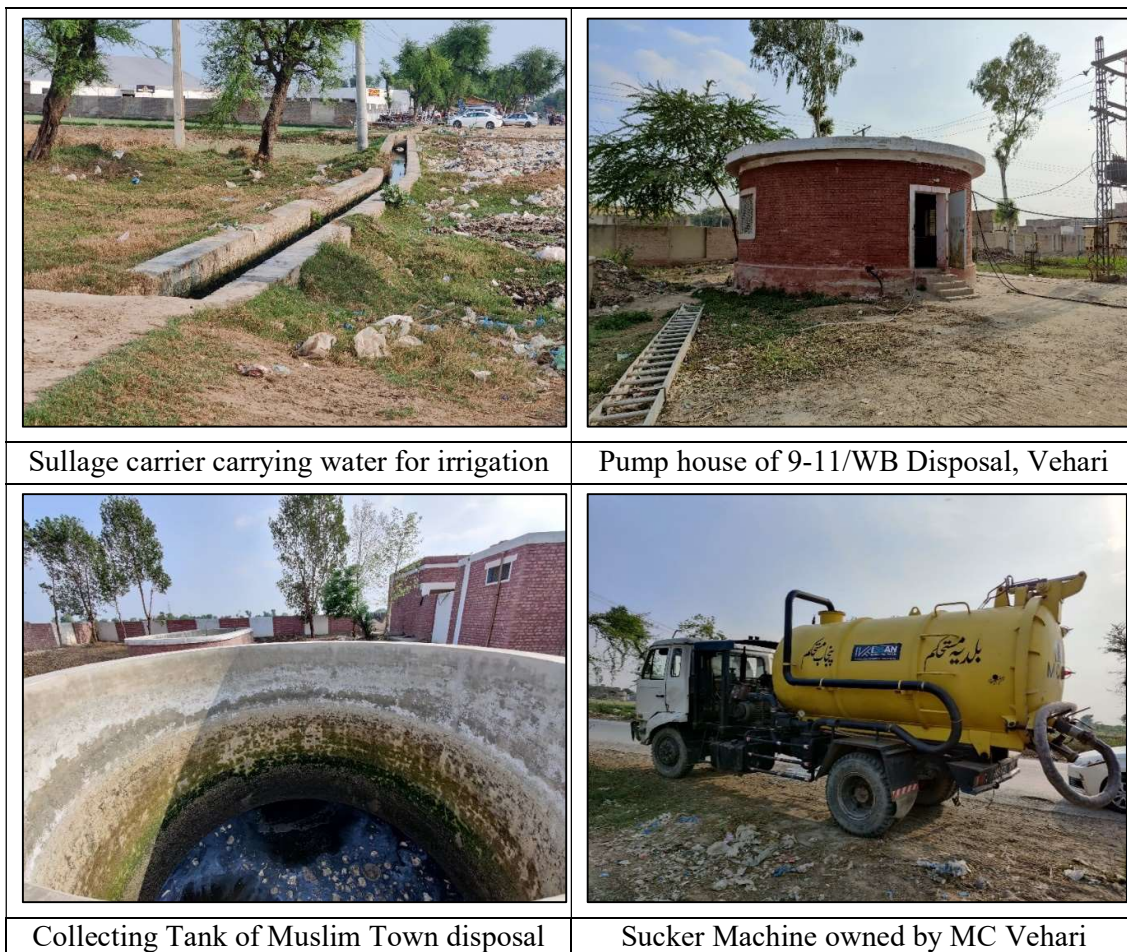 Sullage carrier carrying water for irrigation
Pump house of 9-11/WB Disposal, Vehari
پنجاب مستحکم
بلدیہ مستحکم
Collecting Tank of Muslim Town disposal
Sucker Machine owned by MC Vehari